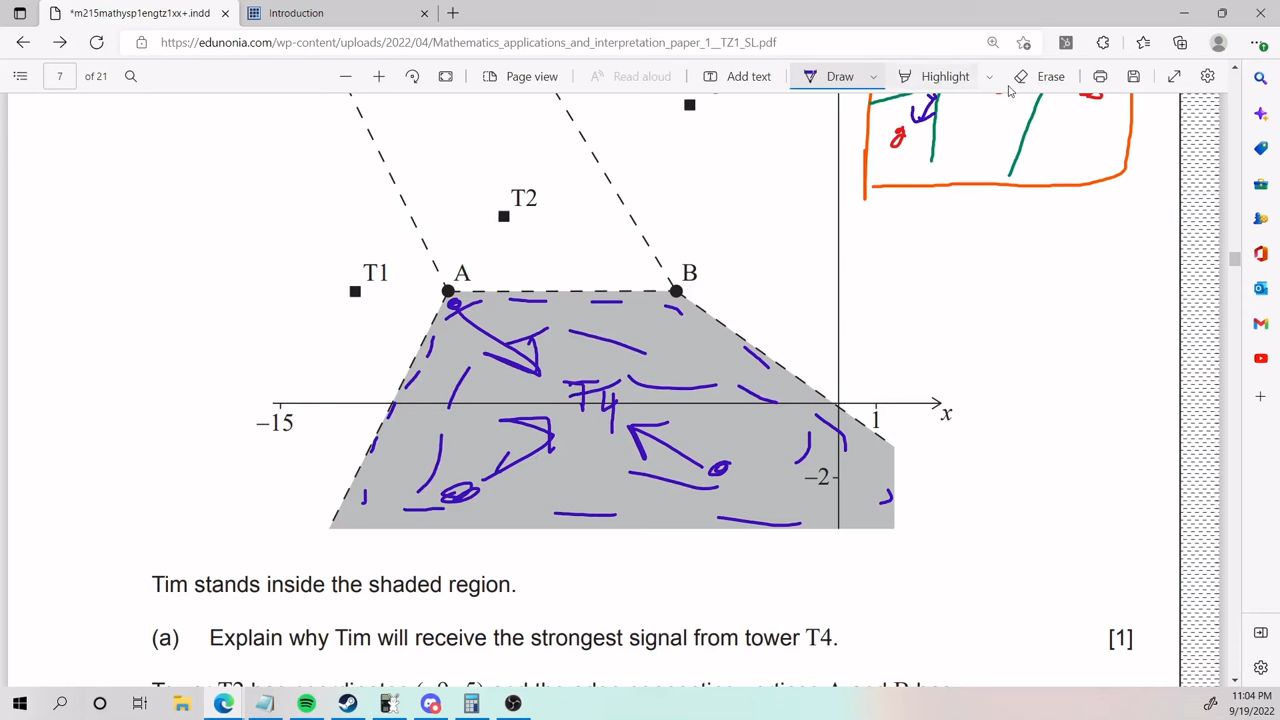 *m215mathysp1engtz1xx+.indd
Introduction
https://edunonia.com/wp-content/uploads/2022/04/Mathematics_applications_and_interpretation_paper_1__TZ1_SL.pdf
7 of 21
Page view
Read aloud
Add text
Draw
Highlight
Erase
g
T2
T1
A
B
T4
−15
1
x
−2
Tim stands inside the shaded region.
(a) Explain why Tim will receive the strongest signal from tower T4. [1]
11:04 PM
9/19/2022